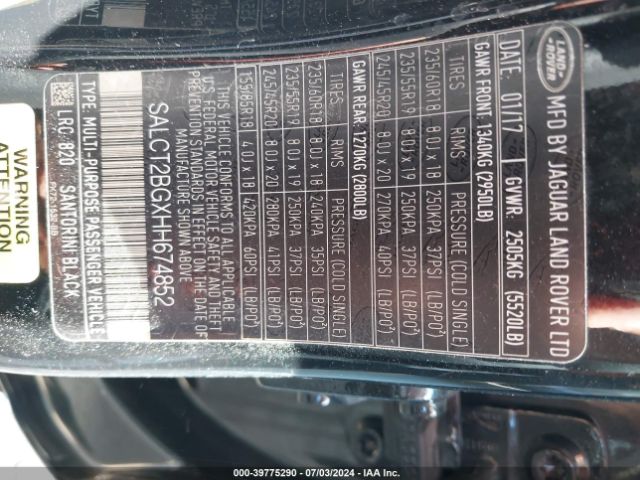 LAND
ROVER
MFD BY JAGUAR LAND ROVER LTD
DATE: 01/17 GVWR: 2505KG (5520LB)
GAWR FRONT: 1340KG (2950LB)
TIRES RIMS PRESSURE (COLD SINGLE)
235/60R18 8.0J x 18 250KPA 37PSI (LB/PO²)
235/55R19 8.0J x 19 250KPA 37PSI (LB/PO²)
245/45R20 8.0J x 20 270KPA 40PSI (LB/PO²)
GAWR REAR: 1270KG (2800LB)
TIRES RIMS PRESSURE (COLD SINGLE)
235/60R18 8.0J x 18 240KPA 35PSI (LB/PO²)
235/55R19 8.0J x 19 250KPA 37PSI (LB/PO²)
245/45R20 8.0J x 20 280KPA 41PSI (LB/PO²)
155/85R18 4.0J x 18 420KPA 60PSI (LB/PO²)
THIS VEHICLE CONFORMS TO ALL APPLICABLE
U.S. FEDERAL MOTOR VEHICLE SAFETY AND THEFT
PREVENTION STANDARDS IN EFFECT ON THE DATE OF
MANUFACTURE SHOWN ABOVE
SALCT2BGXHH674852
TYPE: MULTI-PURPOSE PASSENGER VEHICLE
LRC: 820 SANTORINI BLACK
WARNING
ATTENTION
000-39775290 - 07/03/2024 - IAA Inc.